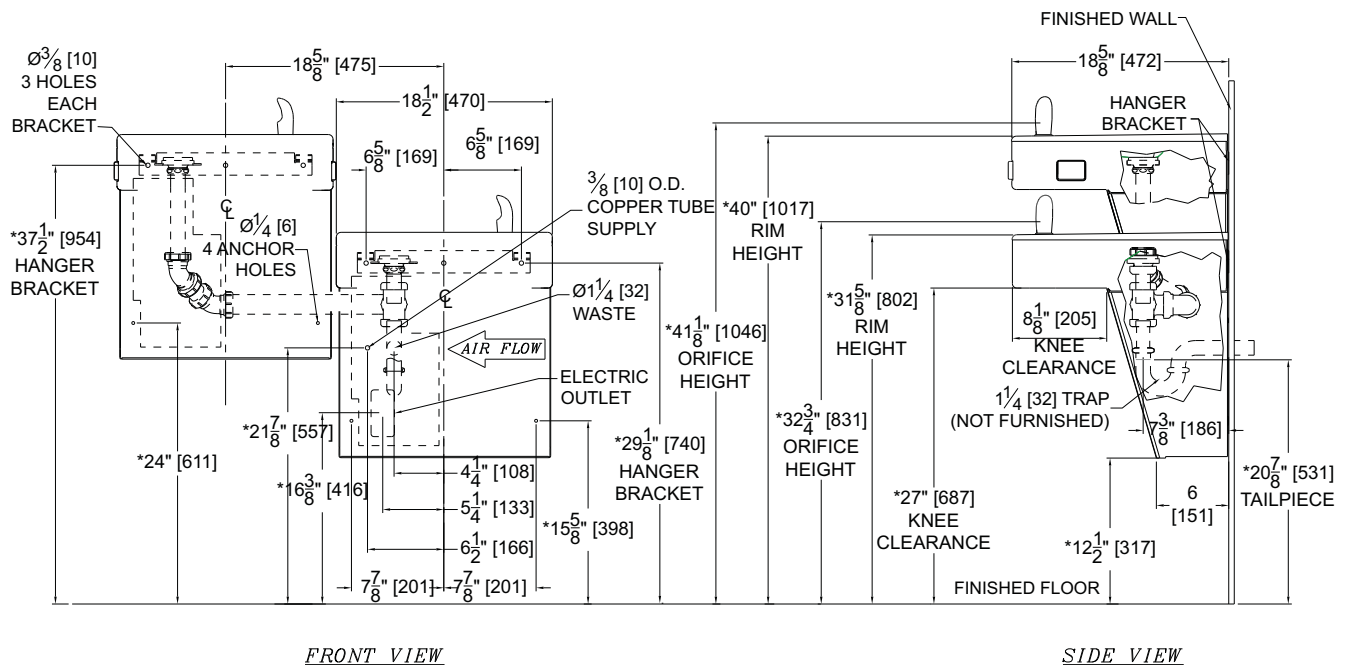 Ø3/8 [10]
3 HOLES
EACH
BRACKET
18 5/8" [475]
18 1/2" [470]
6 5/8" [169]
6 5/8" [169]
3/8 [10] O.D.
COPPER TUBE
SUPPLY
℄
*37 1/2" [954]
HANGER
BRACKET
Ø1/4 [6]
4 ANCHOR
HOLES
℄
Ø1 1/4 [32]
WASTE
AIR FLOW
ELECTRIC
OUTLET
*21 7/8" [557]
*24" [611]
*16 3/8" [416]
4 1/4" [108]
5 1/4" [133]
6 1/2" [166]
7 7/8" [201]
7 7/8" [201]
*29 1/8" [740]
HANGER
BRACKET
*15 5/8" [398]
FRONT VIEW
FINISHED WALL
18 5/8" [472]
HANGER
BRACKET
*40" [1017]
RIM
HEIGHT
*41 1/8" [1046]
ORIFICE
HEIGHT
*31 5/8" [802]
RIM
HEIGHT
*32 3/4" [831]
ORIFICE
HEIGHT
8 1/8" [205]
KNEE
CLEARANCE
1 1/4 [32] TRAP
(NOT FURNISHED)
7 3/8" [186]
*27" [687]
KNEE
CLEARANCE
*20 7/8" [531]
TAILPIECE
6
[151]
*12 1/2" [317]
FINISHED FLOOR
SIDE VIEW